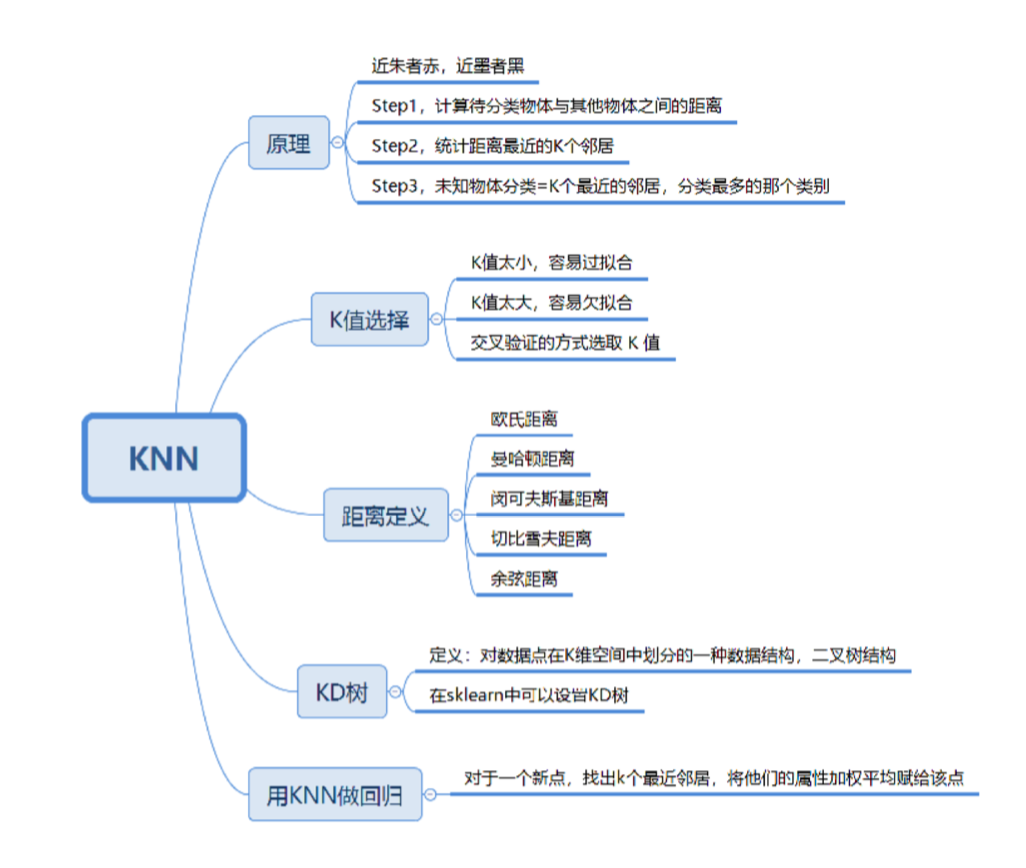 近朱者赤，近墨者黑
Step1，计算待分类物体与其他物体之间的距离
原理
Step2，统计距离最近的K个邻居
Step3，未知物体分类=K个最近的邻居，分类最多的那个类别
K值太小，容易过拟合
K值选择
K值太大，容易欠拟合
交叉验证的方式选取 K 值
KNN
欧氏距离
曼哈顿距离
距离定义
闵可夫斯基距离
切比雪夫距离
余弦距离
定义：对数据点在K维空间中划分的一种数据结构，二叉树结构
KD树
在sklearn中可以设置KD树
用KNN做回归
对于一个新点，找出k个最近邻居，将他们的属性加权平均赋给该点